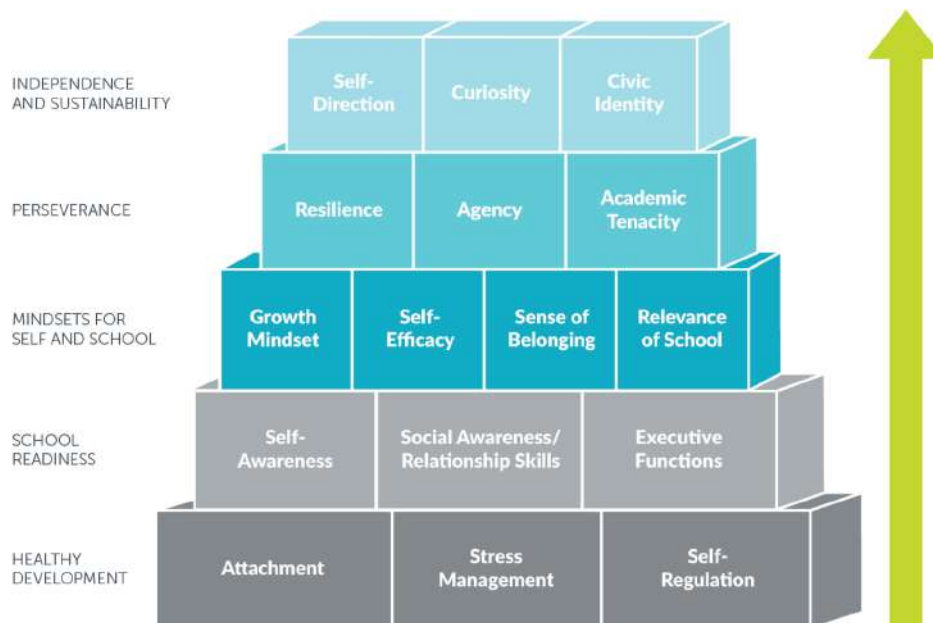 INDEPENDENCE
AND SUSTAINABILITY
Self-
Direction
Curiosity
Civic
Identity
PERSEVERANCE
Resilience
Agency
Academic
Tenacity
MINDSETS FOR
SELF AND SCHOOL
Growth
Mindset
Self-
Efficacy
Sense of
Belonging
Relevance
of School
SCHOOL
READINESS
Self-
Awareness
Social Awareness/
Relationship Skills
Executive
Functions
HEALTHY
DEVELOPMENT
Attachment
Stress
Management
Self-
Regulation